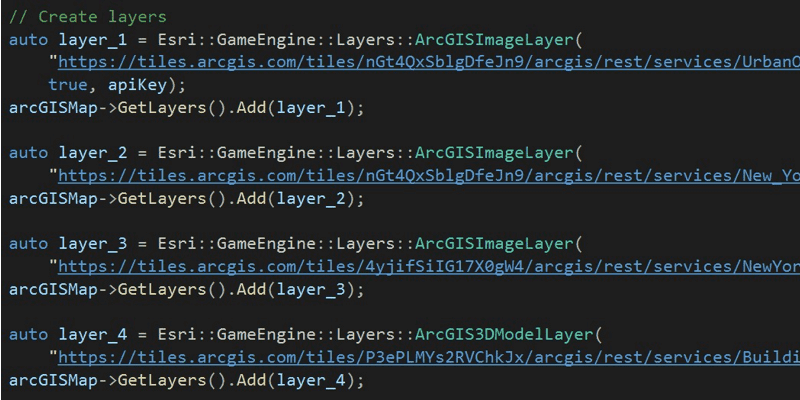 // Create layers
auto layer_1 = Esri::GameEngine::Layers::ArcGISImageLayer(
"https://tiles.arcgis.com/tiles/nGt4QxSblgDfeJn9/arcgis/rest/services/UrbanO
true, apiKey);
arcGISMap->GetLayers().Add(layer_1);
auto layer_2 = Esri::GameEngine::Layers::ArcGISImageLayer(
"https://tiles.arcgis.com/tiles/nGt4QxSblgDfeJn9/arcgis/rest/services/New_Yo
arcGISMap->GetLayers().Add(layer_2);
auto layer_3 = Esri::GameEngine::Layers::ArcGISImageLayer(
"https://tiles.arcgis.com/tiles/4yjifSiIG17X0gW4/arcgis/rest/services/NewYor
arcGISMap->GetLayers().Add(layer_3);
auto layer_4 = Esri::GameEngine::Layers::ArcGIS3DModelLayer(
"https://tiles.arcgis.com/tiles/P3ePLMYs2RVChkJx/arcgis/rest/services/Buildi
arcGISMap->GetLayers().Add(layer_4);